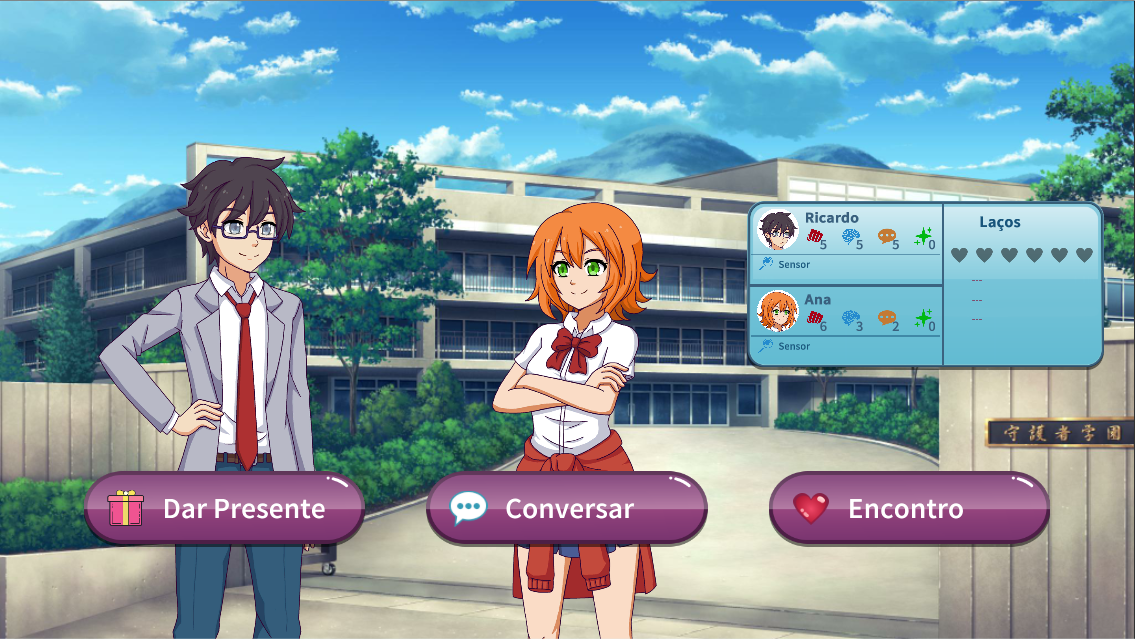 Ricardo
5 5 5 0
Sensor
Ana
6 3 2 0
Sensor
Laços
---
---
---
守護者学園
Dar Presente
Conversar
Encontro